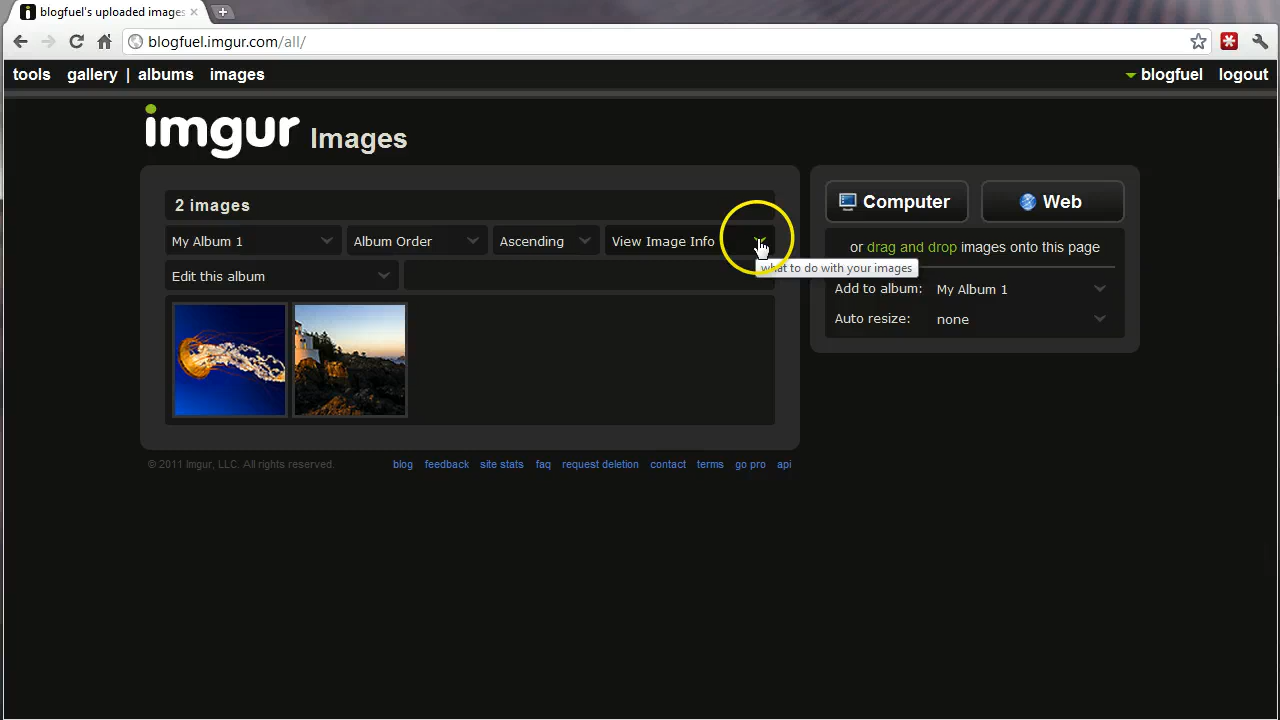 blogfuel's uploaded images
blogfuel.imgur.com/all/
tools gallery | albums images blogfuel logout
imgur Images
2 images
My Album 1 Album Order Ascending View Image Info
what to do with your images
Edit this album
Computer Web
or drag and drop images onto this page
Add to album: My Album 1
Auto resize: none
© 2011 Imgur, LLC. All rights reserved. blog feedback site stats faq request deletion contact terms go pro api